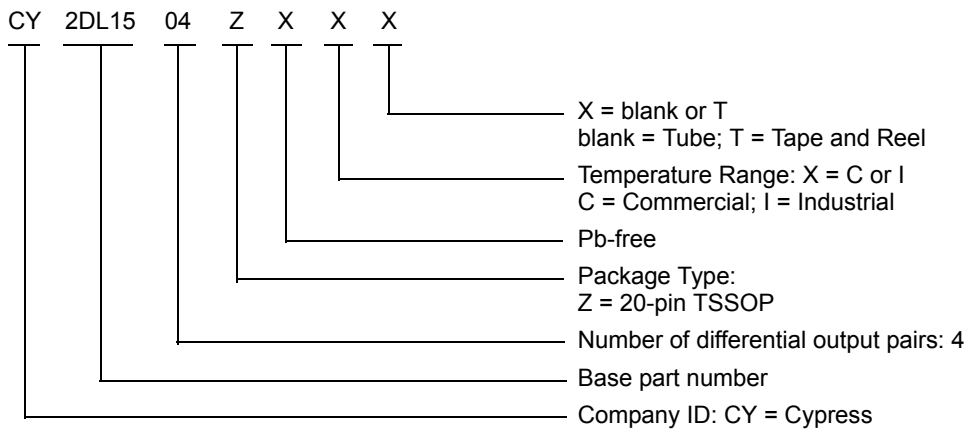 CY 2DL15 04 Z X X X
X = blank or T
blank = Tube; T = Tape and Reel
Temperature Range: X = C or I
C = Commercial; I = Industrial
Pb-free
Package Type:
Z = 20-pin TSSOP
Number of differential output pairs: 4
Base part number
Company ID: CY = Cypress